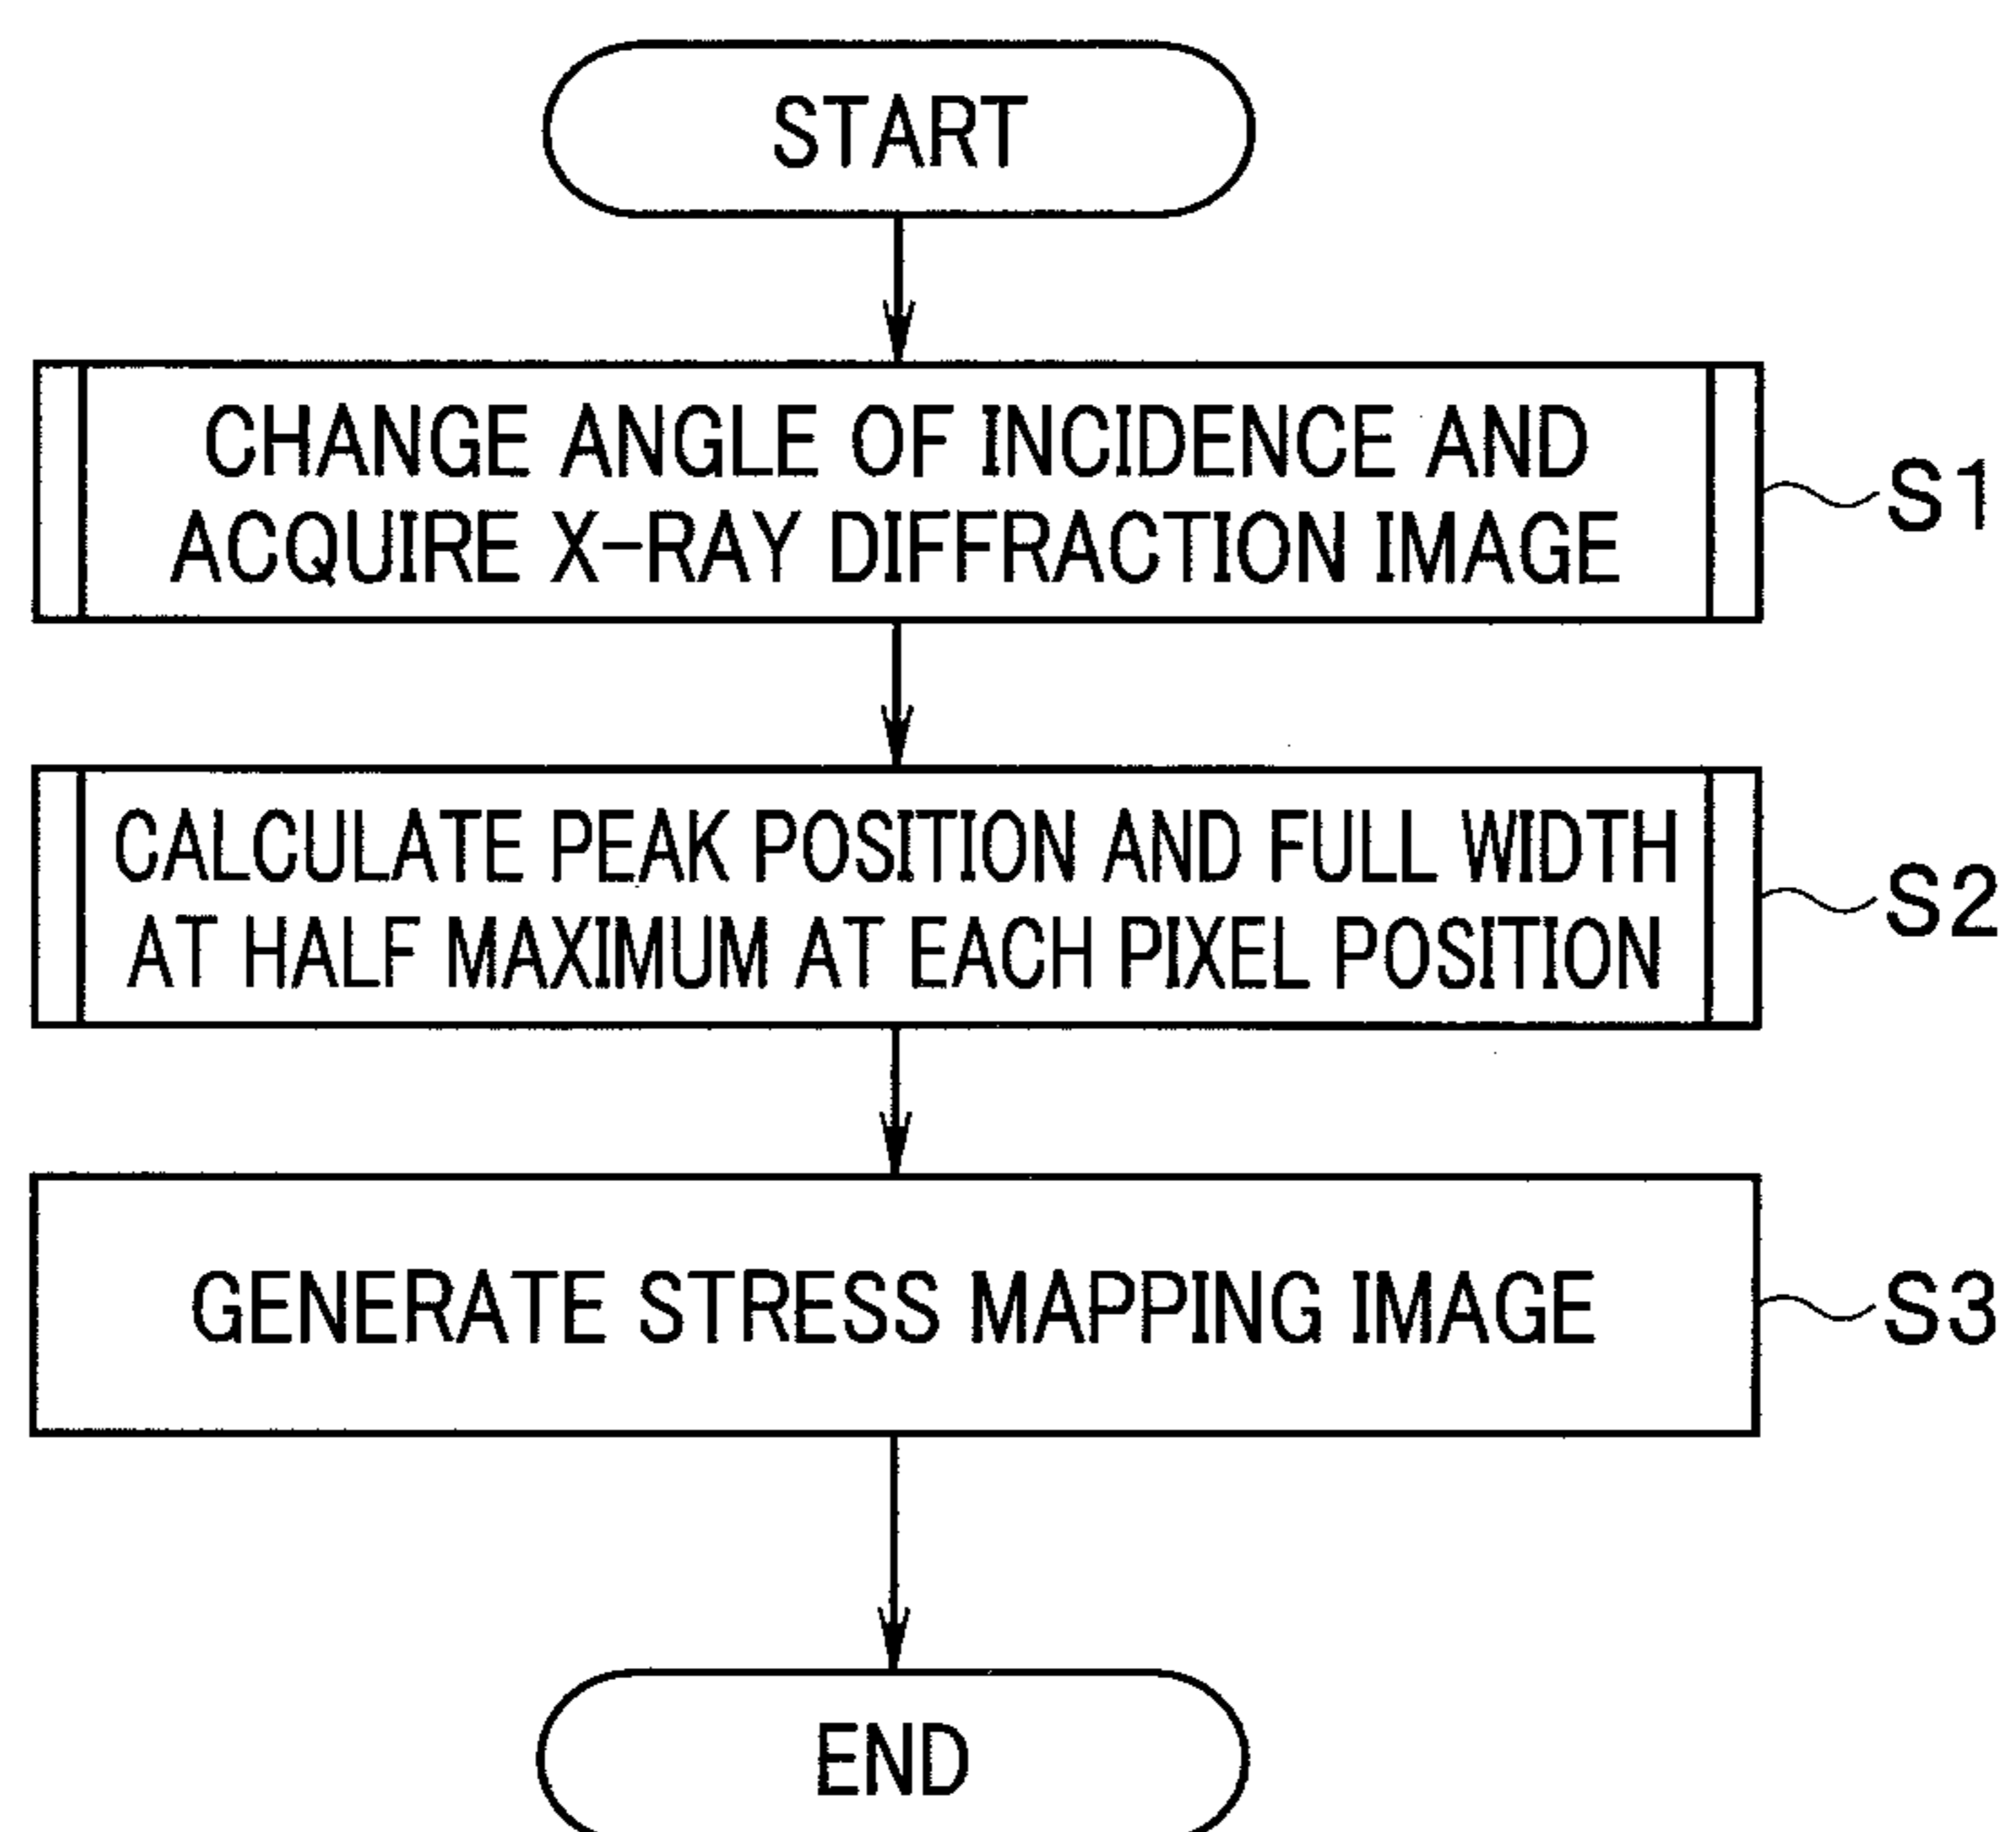 START
CHANGE ANGLE OF INCIDENCE AND
ACQUIRE X-RAY DIFFRACTION IMAGE
S1
CALCULATE PEAK POSITION AND FULL WIDTH
AT HALF MAXIMUM AT EACH PIXEL POSITION
S2
GENERATE STRESS MAPPING IMAGE
S3
END